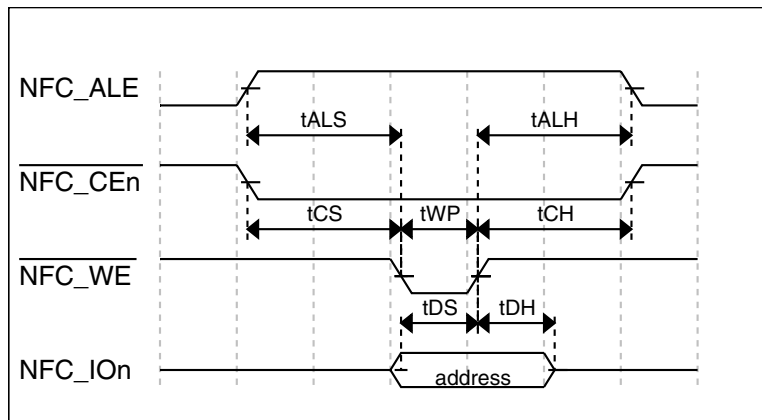 NFC_ALE
tALS tALH
NFC_CEn
tCS tWP tCH
NFC_WE
tDS tDH
NFC_IOn
address